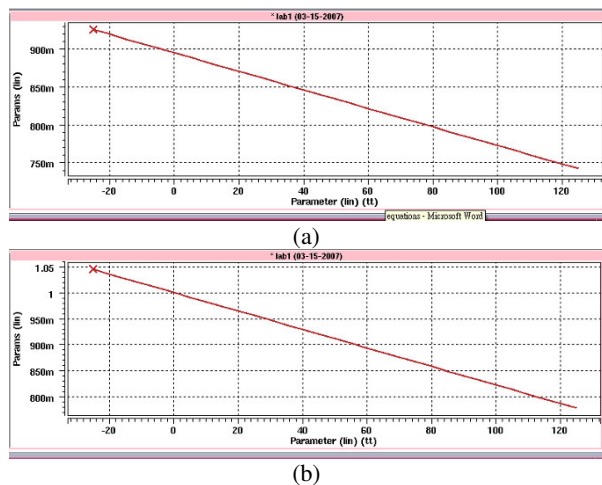 * lab1 (03-15-2007)
900m
850m
800m
750m
Params (lin)
-20 0 20 40 60 80 100 120
Parameter (lin) (tt)
equations - Microsoft Word
(a)
* lab1 (03-15-2007)
1.05
1
950m
900m
850m
800m
Params (lin)
-20 0 20 40 60 80 100 120
Parameter (lin) (tt)
(b)